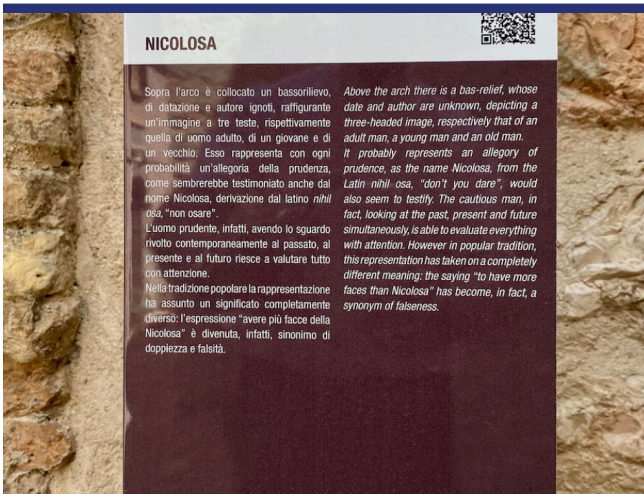 NICOLOSA
Sopra l'arco è collocato un bassorilievo,
di datazione e autore ignoti, raffigurante
un'immagine a tre teste, rispettivamente
quella di uomo adulto, di un giovane e di
un vecchio. Esso rappresenta con ogni
probabilità un'allegoria della prudenza,
come sembrerebbe testimoniato anche dal
nome Nicolosa, derivazione dal latino nihil
osa, "non osare".
L'uomo prudente, infatti, avendo lo sguardo
rivolto contemporaneamente al passato, al
presente e al futuro riesce a valutare tutto
con attenzione.
Nella tradizione popolare la rappresentazione
ha assunto un significato completamente
diverso: l'espressione "avere più facce della
Nicolosa" è divenuta, infatti, sinonimo di
doppiezza e falsità.
Above the arch there is a bas-relief, whose
date and author are unknown, depicting a
three-headed image, respectively that of an
adult man, a young man and an old man.
It probably represents an allegory of
prudence, as the name Nicolosa, from the
Latin nihil osa, "don't you dare", would
also seem to testify. The cautious man, in
fact, looking at the past, present and future
simultaneously, is able to evaluate everything
with attention. However in popular tradition,
this representation has taken on a completely
different meaning: the saying "to have more
faces than Nicolosa" has become, in fact, a
synonym of falseness.